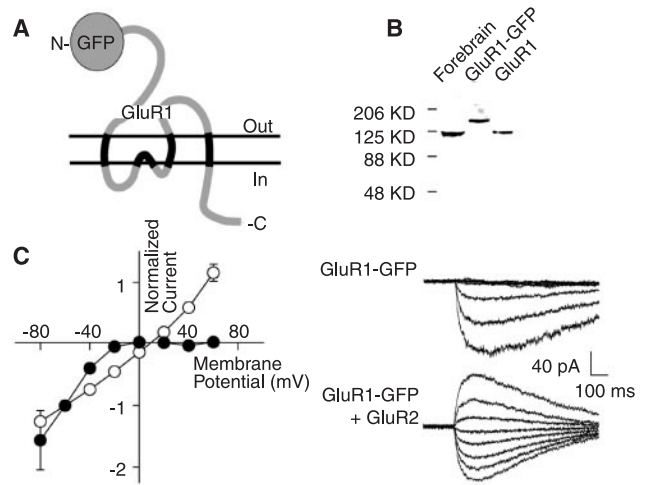 A
N- GFP
GluR1
Out
In
-C
B
Forebrain
GluR1-GFP
GluR1
206 KD
125 KD
88 KD
48 KD
C
Normalized
Current
1
-80 -40 40 80
Membrane
Potential (mV)
-1
-2
GluR1-GFP
40 pA
100 ms
GluR1-GFP
+ GluR2